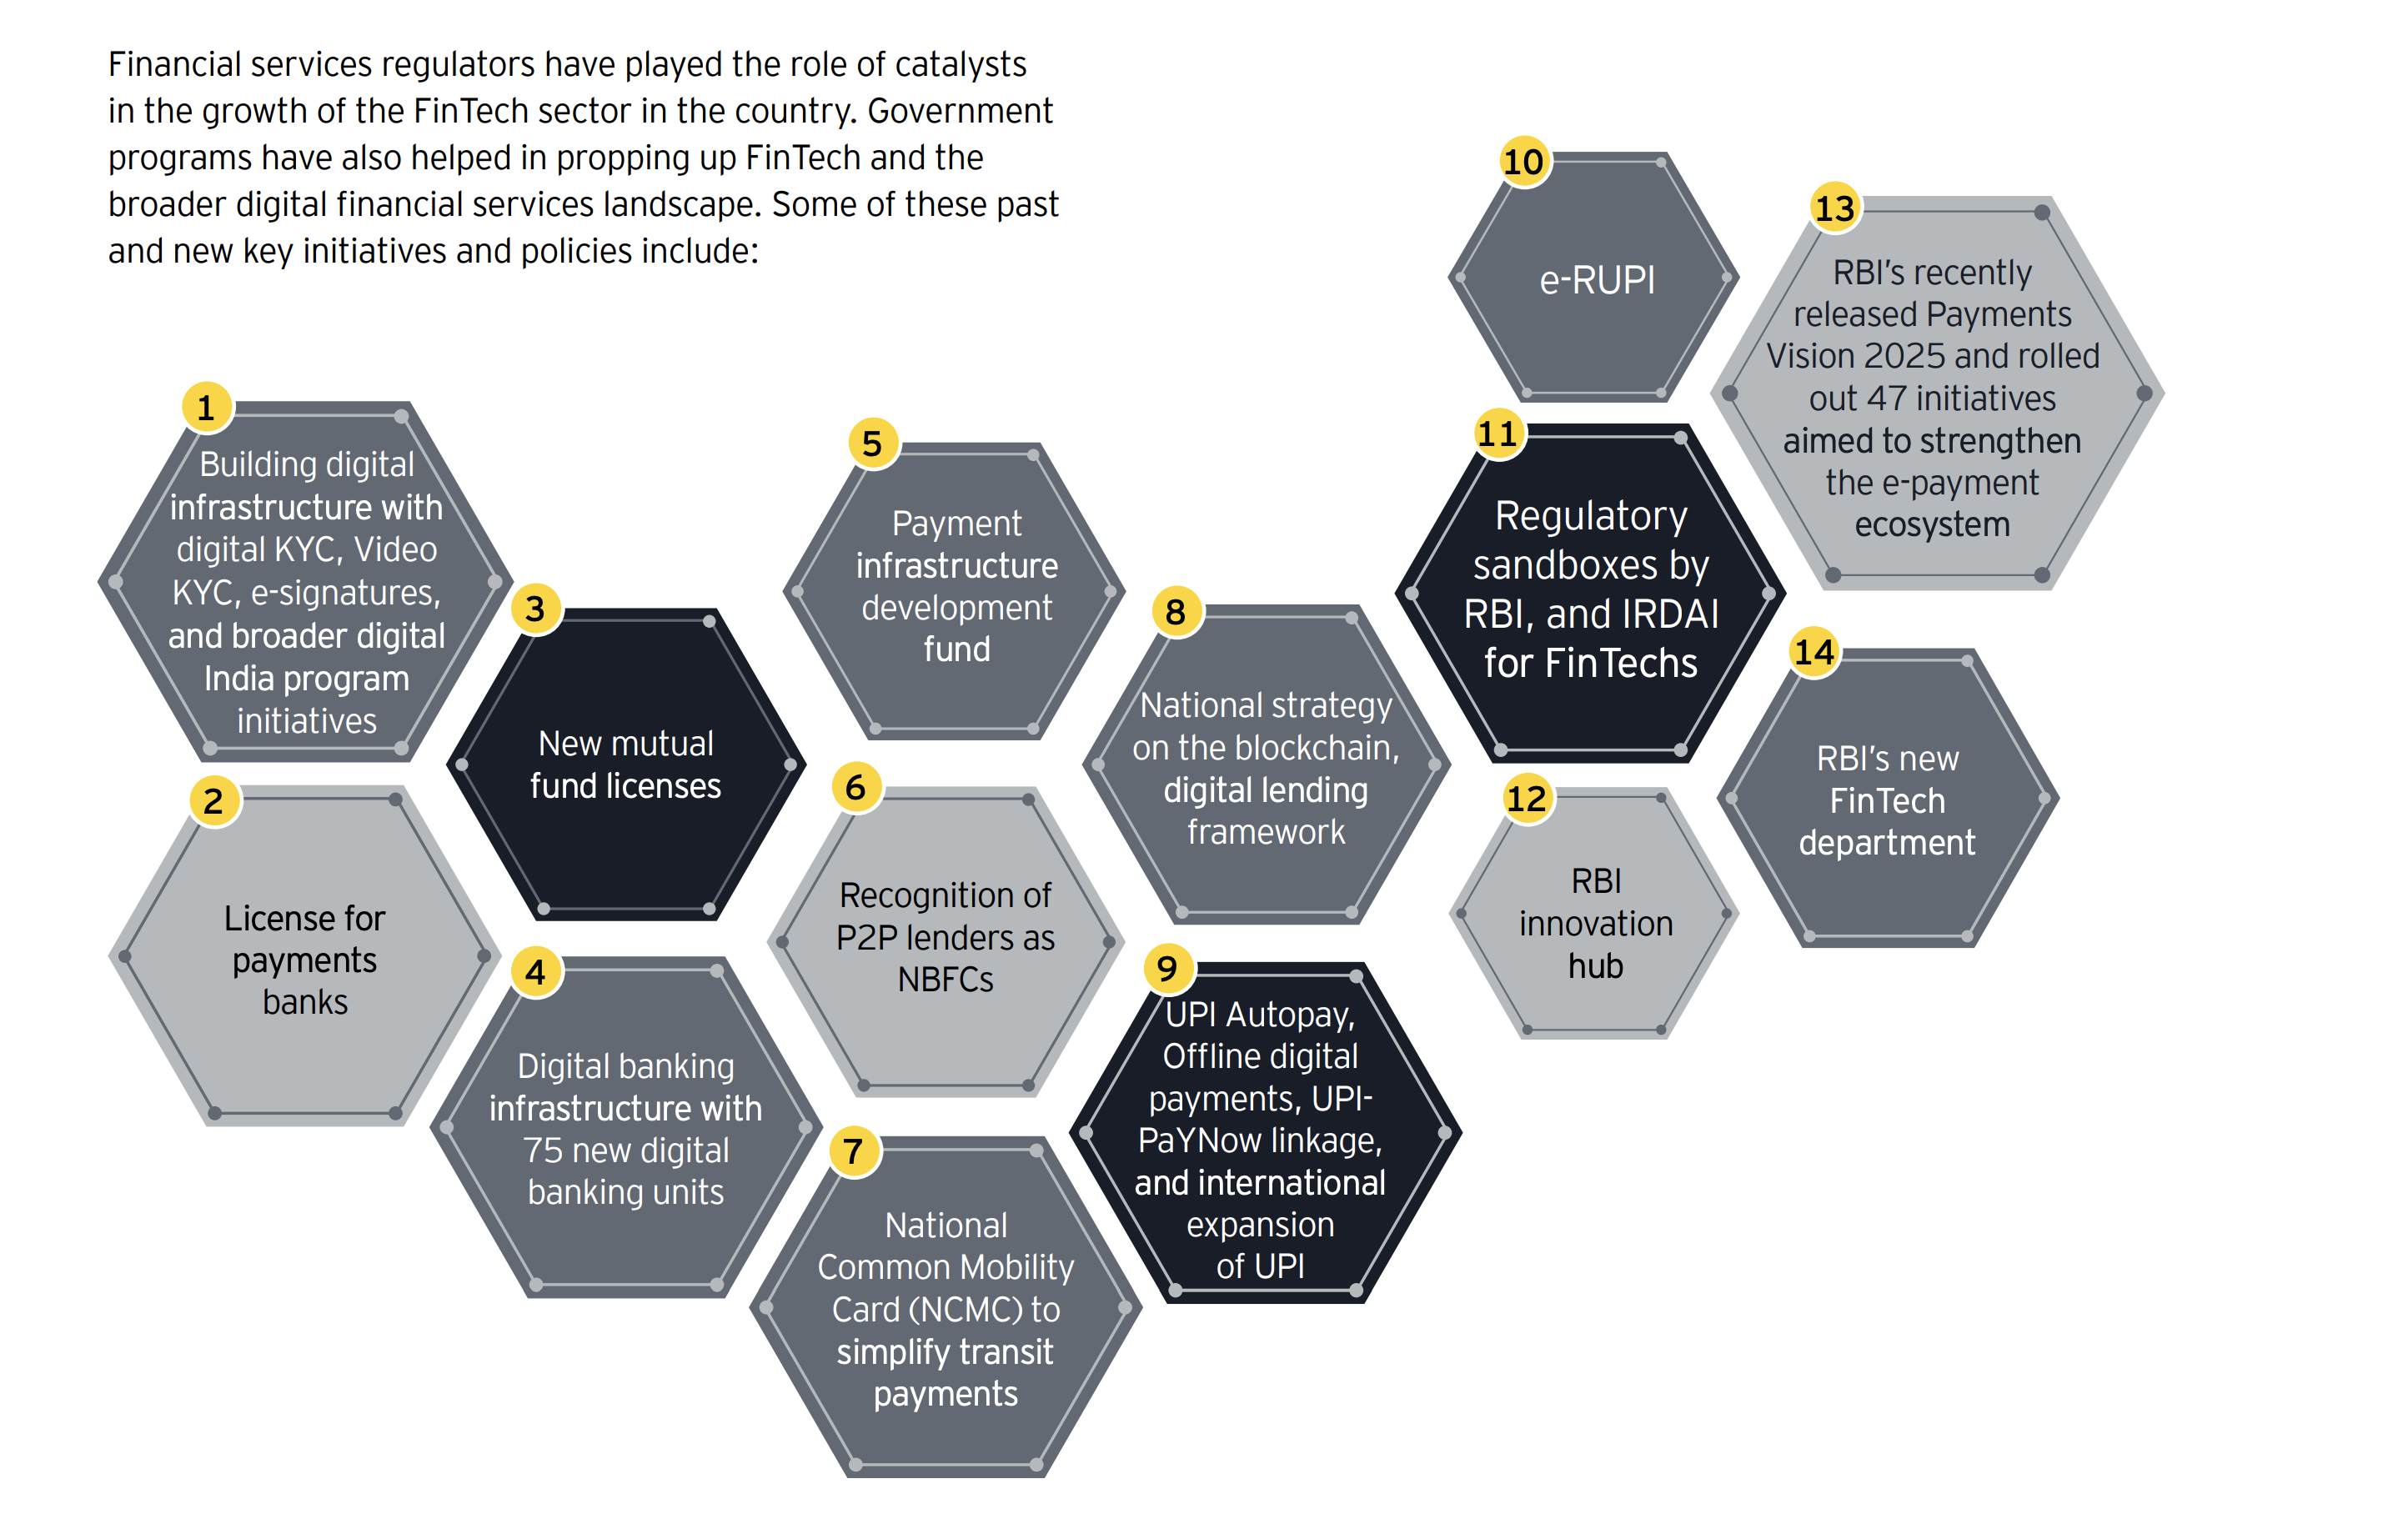 Financial services regulators have played the role of catalysts
in the growth of the FinTech sector in the country. Government
programs have also helped in propping up FinTech and the
broader digital financial services landscape. Some of these past
and new key initiatives and policies include:
1
Building digital
infrastructure with
digital KYC, Video
KYC, e-signatures,
and broader digital
India program
initiatives
2
License for
payments
banks
3
New mutual
fund licenses
4
Digital banking
infrastructure with
75 new digital
banking units
5
Payment
infrastructure
development
fund
6
Recognition of
P2P lenders as
NBFCs
7
National
Common Mobility
Card (NCMC) to
simplify transit
payments
8
National strategy
on the blockchain,
digital lending
framework
9
UPI Autopay,
Offline digital
payments, UPI-
PaYNow linkage,
and international
expansion
of UPI
10
e-RUPI
11
Regulatory
sandboxes by
RBI, and IRDAI
for FinTechs
12
RBI
innovation
hub
13
RBI’s recently
released Payments
Vision 2025 and rolled
out 47 initiatives
aimed to strengthen
the e-payment
ecosystem
14
RBI’s new
FinTech
department